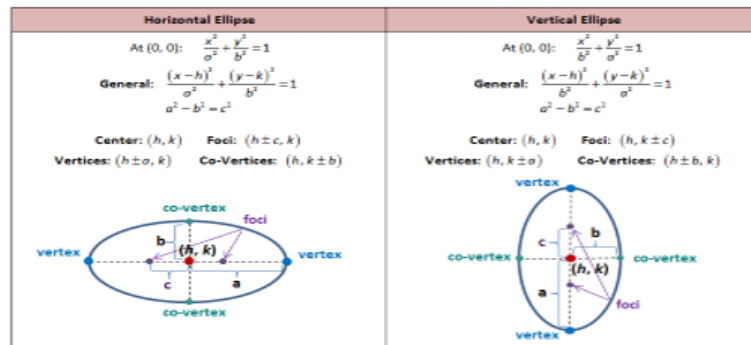 Horizontal Ellipse
At (0, 0): x²/a² + y²/b² = 1
General: (x−h)²/a² + (y−k)²/b² = 1
a² − b² = c²
Center: (h, k) Foci: (h ± c, k)
Vertices: (h ± a, k) Co-Vertices: (h, k ± b)
co-vertex
foci
b
(h, k)
vertex
vertex
c
a
co-vertex
Vertical Ellipse
At (0, 0): x²/b² + y²/a² = 1
General: (x−h)²/b² + (y−k)²/a² = 1
a² − b² = c²
Center: (h, k) Foci: (h, k ± c)
Vertices: (h, k ± a) Co-Vertices: (h ± b, k)
vertex
b
c
co-vertex
co-vertex
(h, k)
a
foci
vertex